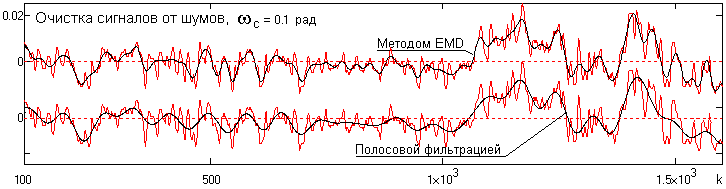 0.02
Очистка сигналов от шумов, ωc = 0.1 рад
Методом EMD
0
0
Полосовой фильтрацией
100 500 1×10³ 1.5×10³ k